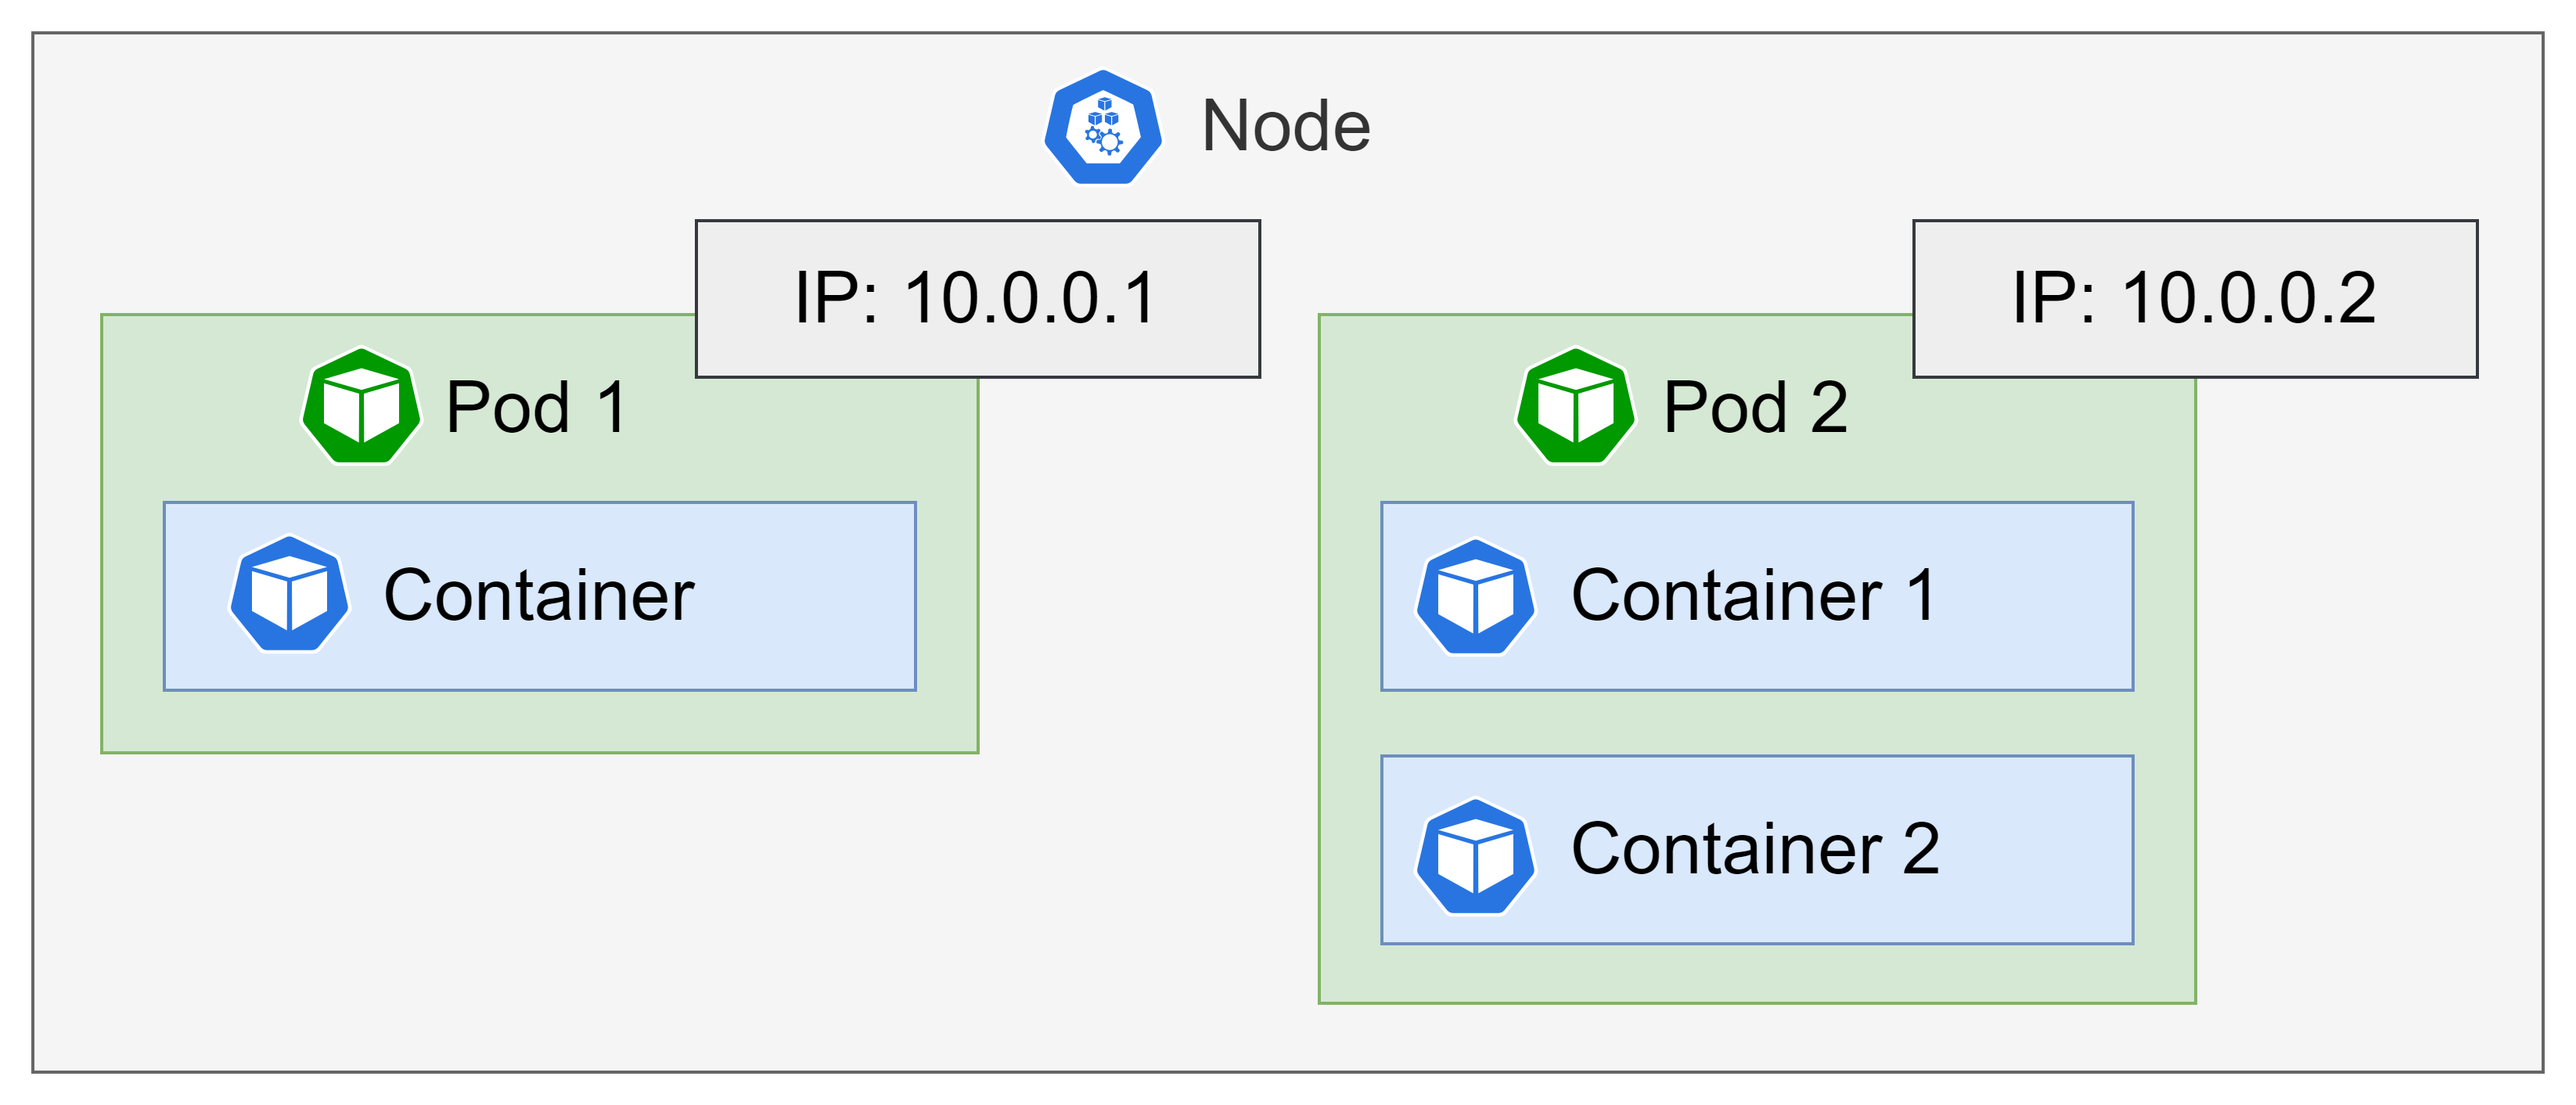 Node
IP: 10.0.0.1
Pod 1
Container
IP: 10.0.0.2
Pod 2
Container 1
Container 2